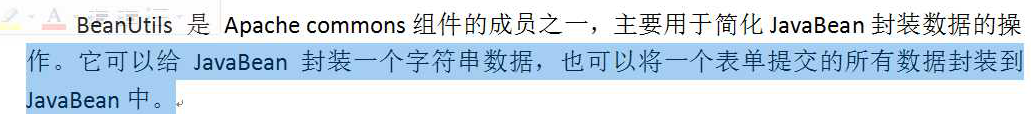 BeanUtils 是 Apache commons 组件的成员之一，主要用于简化 JavaBean 封装数据的操
作。它可以给 JavaBean 封装一个字符串数据，也可以将一个表单提交的所有数据封装到
JavaBean 中。